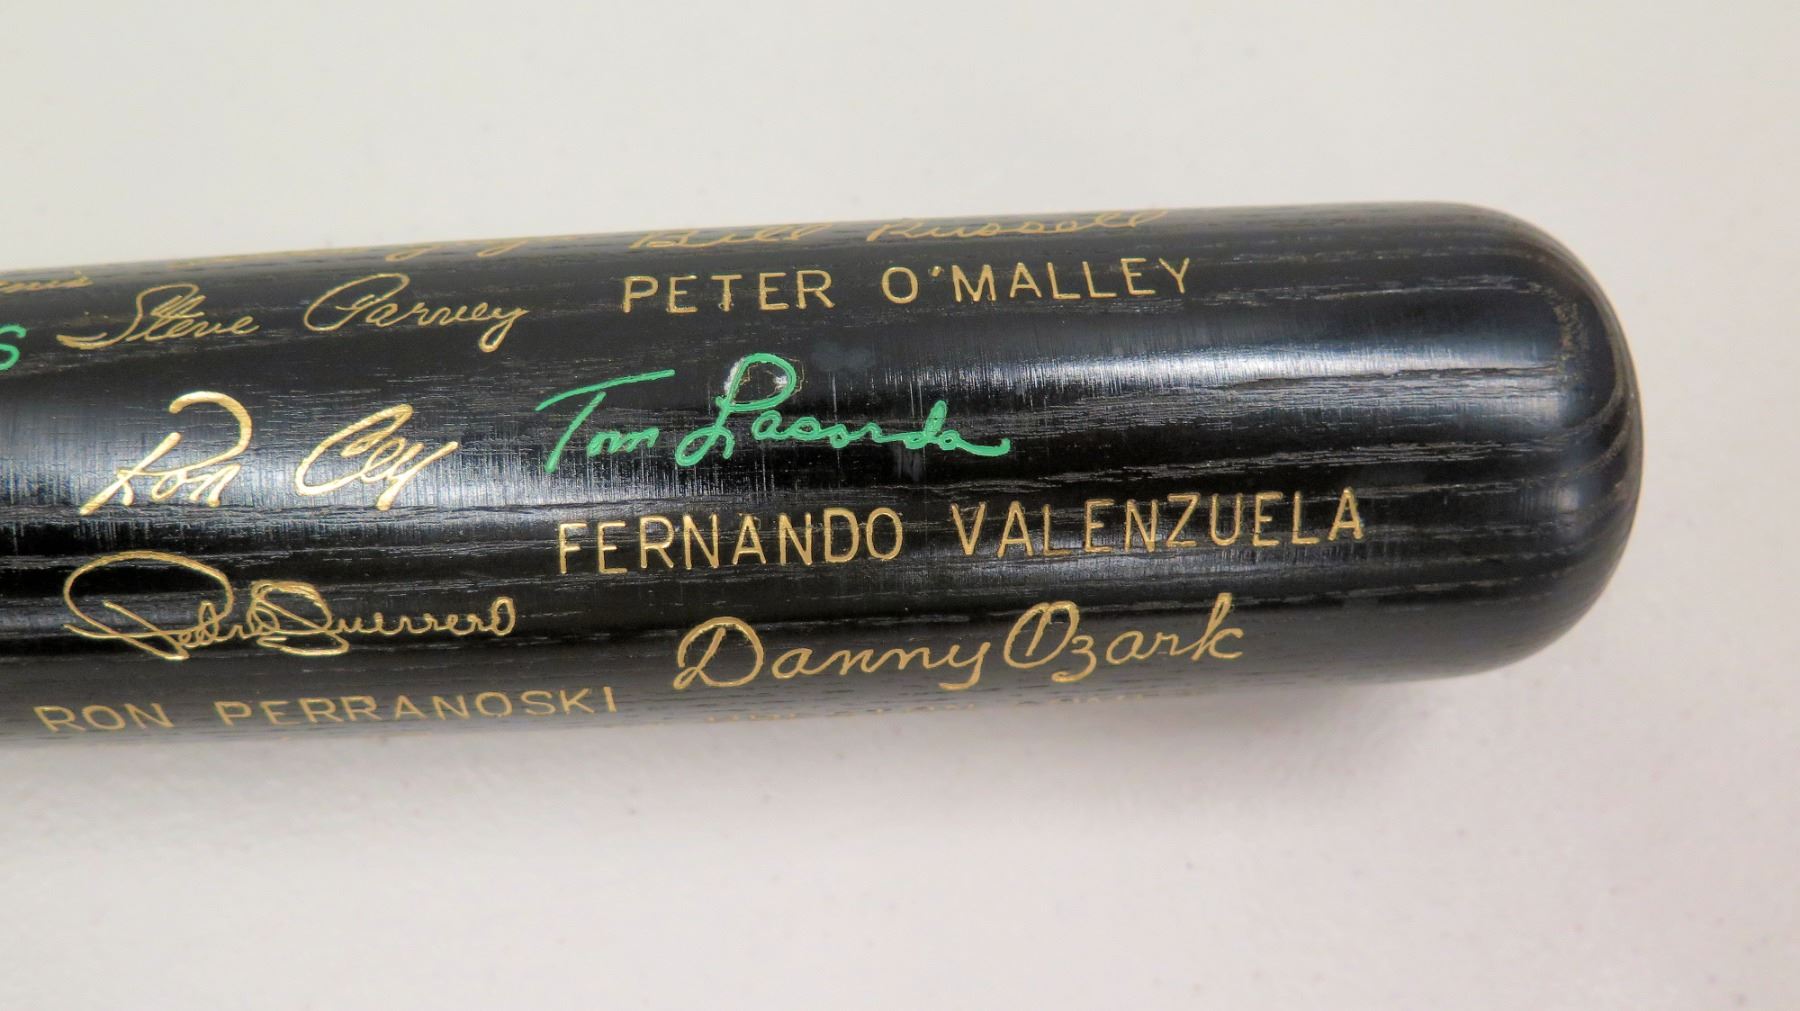 Bill Russell
Steve Garvey
PETER O'MALLEY
S
Ron Cey
Tom Lasorda
FERNANDO VALENZUELA
Pedro Guerrero
Danny Ozark
RON PERRANOSKI